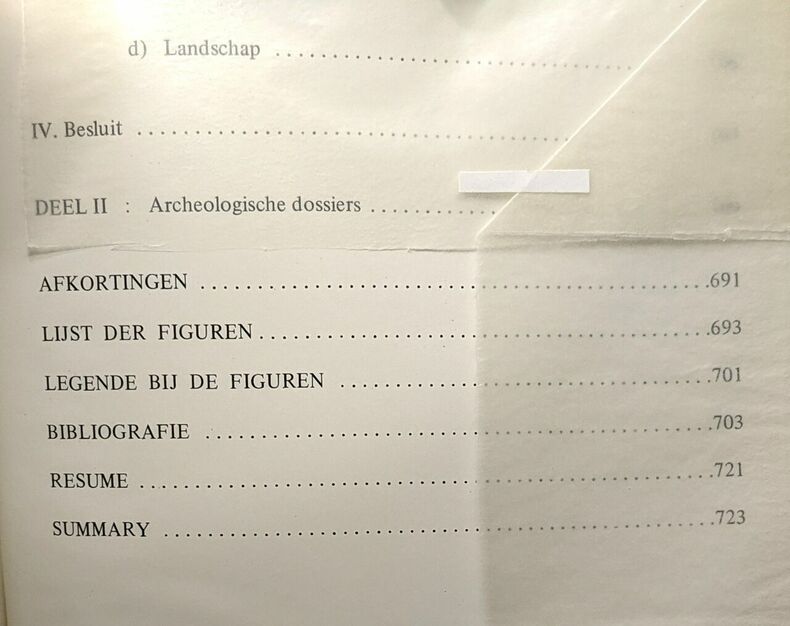 d) Landschap ........................................
IV. Besluit ........................................
DEEL II : Archeologische dossiers ............
AFKORTINGEN ........................................691
LIJST DER FIGUREN ........................................693
LEGENDE BIJ DE FIGUREN ........................................701
BIBLIOGRAFIE ........................................703
RESUME ........................................721
SUMMARY ........................................723